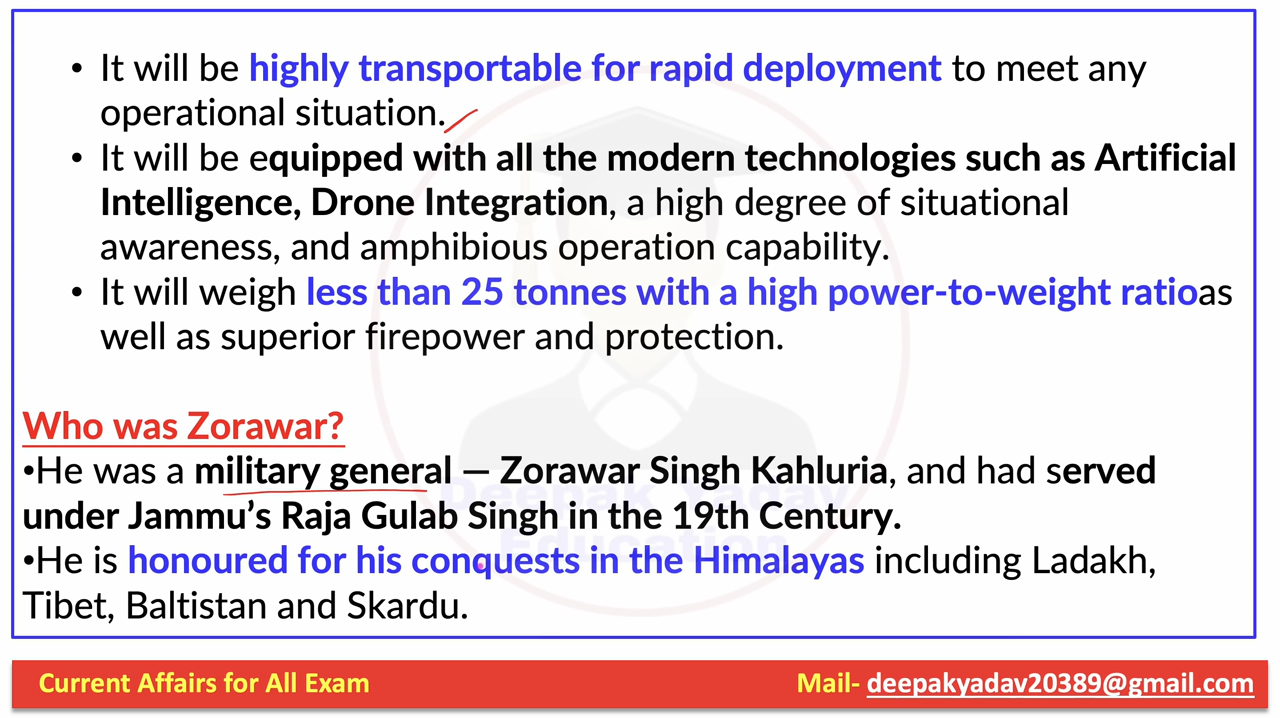 • It will be highly transportable for rapid deployment to meet any
operational situation.
• It will be equipped with all the modern technologies such as Artificial
Intelligence, Drone Integration, a high degree of situational
awareness, and amphibious operation capability.
• It will weigh less than 25 tonnes with a high power-to-weight ratioas
well as superior firepower and protection.
Who was Zorawar?
•He was a military general — Zorawar Singh Kahluria, and had served
under Jammu’s Raja Gulab Singh in the 19th Century.
•He is honoured for his conquests in the Himalayas including Ladakh,
Tibet, Baltistan and Skardu.
Deepak Yadav
Education
Current Affairs for All Exam
Mail- deepakyadav20389@gmail.com